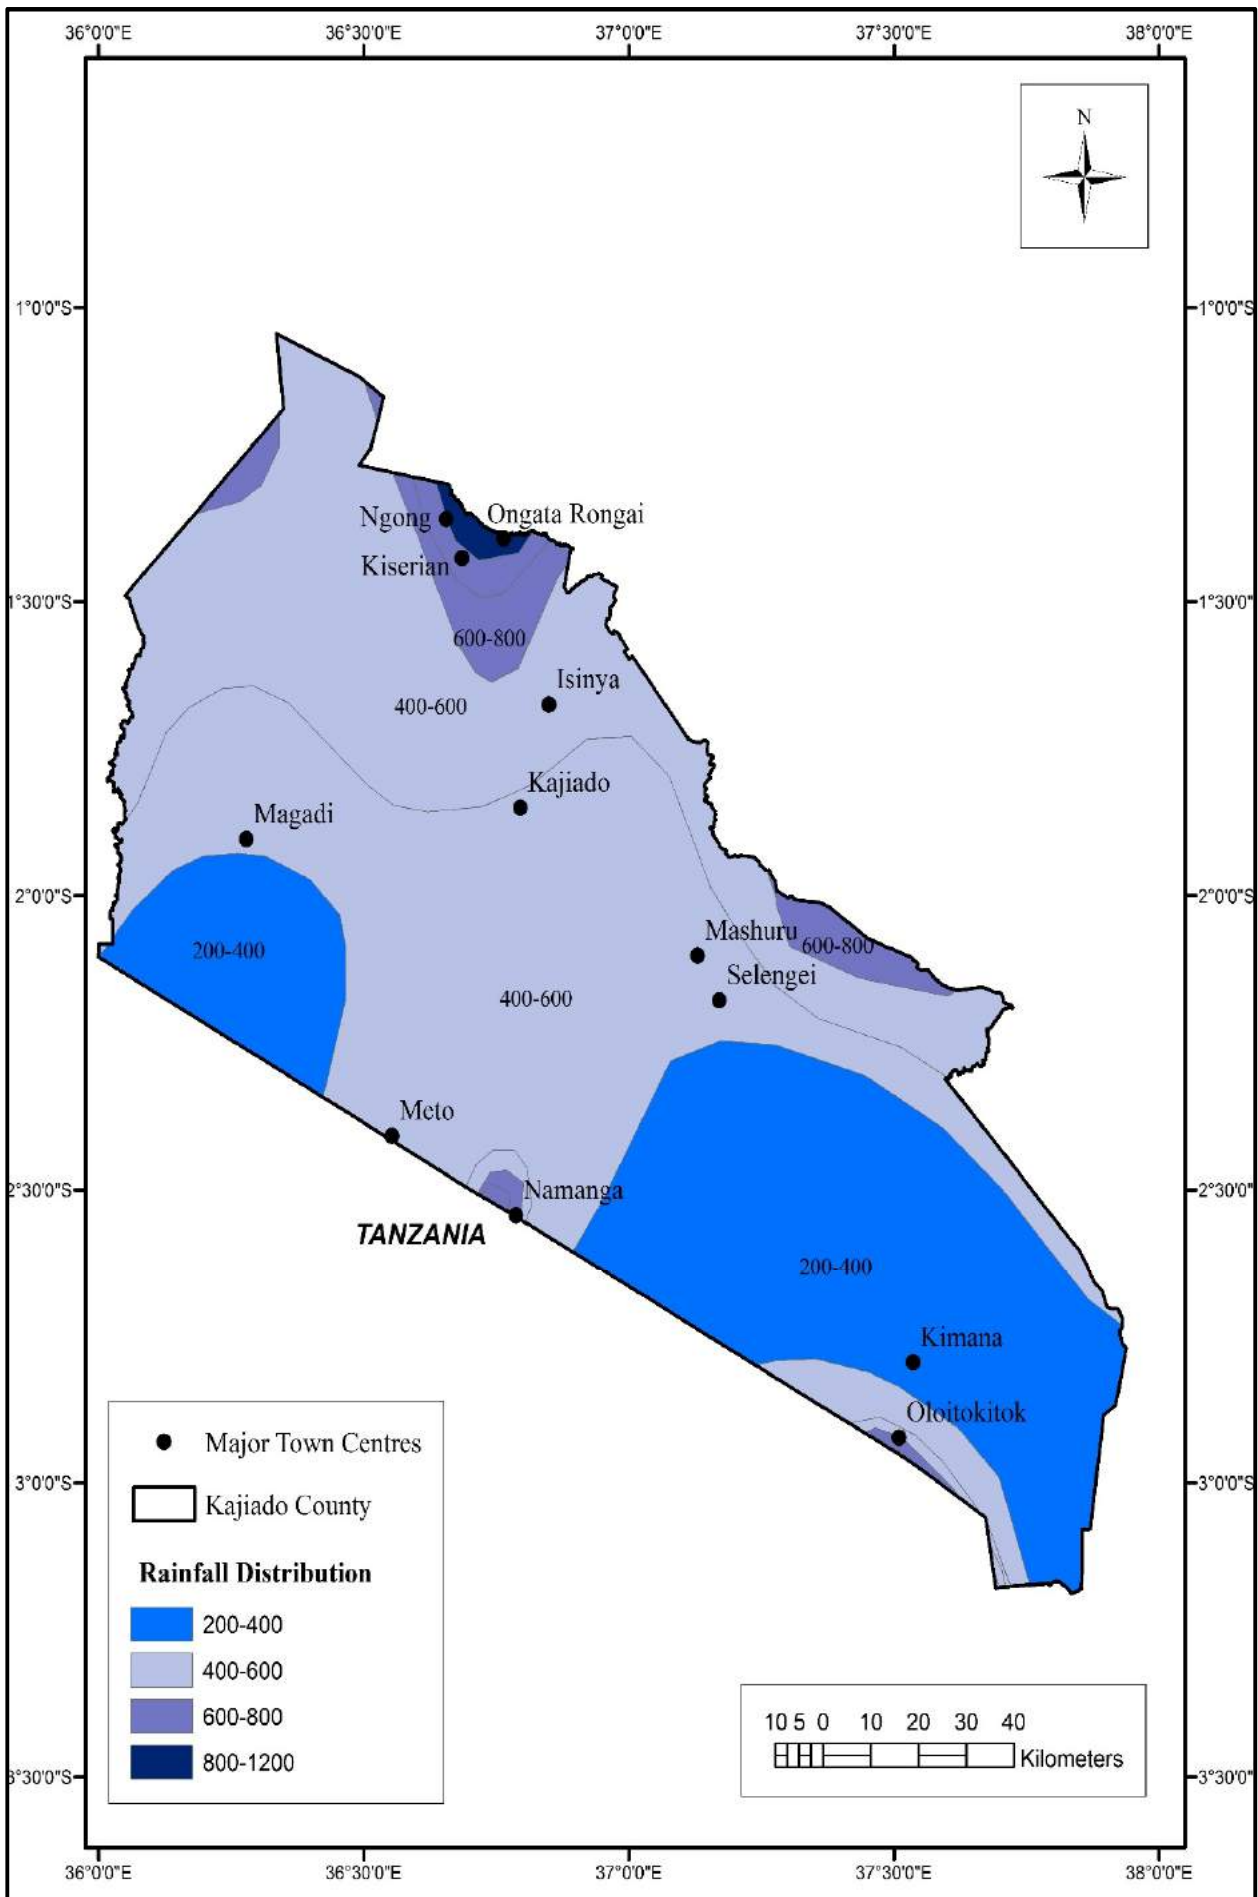 36°0'0"E 36°30'0"E 37°0'0"E 37°30'0"E 38°0'0"E
N
1°0'0"S 1°0'0"S
Ngong
Ongata Rongai
Kiserian
1°30'0"S 1°30'0"S
600-800
Isinya
400-600
Kajiado
Magadi
2°0'0"S 2°0'0"S
Mashuru
600-800
200-400
Selengei
400-600
Meto
2°30'0"S 2°30'0"S
Namanga
TANZANIA
200-400
Kimana
Oloitokitok
Major Town Centres
3°0'0"S 3°0'0"S
Kajiado County
Rainfall Distribution
200-400
400-600
600-800
800-1200
10 5 0 10 20 30 40
Kilometers
3°30'0"S 3°30'0"S
36°0'0"E 36°30'0"E 37°0'0"E 37°30'0"E 38°0'0"E